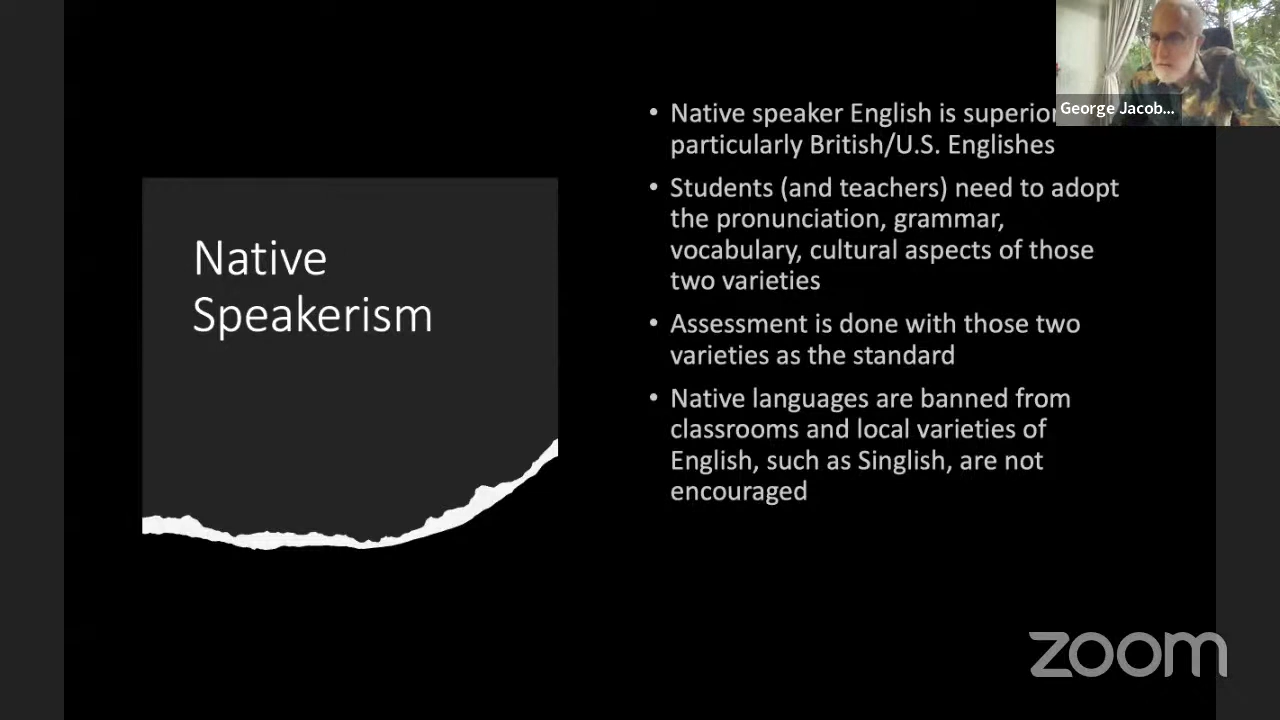 Native
Speakerism
• Native speaker English is superior
particularly British/U.S. Englishes
• Students (and teachers) need to adopt
the pronunciation, grammar,
vocabulary, cultural aspects of those
two varieties
• Assessment is done with those two
varieties as the standard
• Native languages are banned from
classrooms and local varieties of
English, such as Singlish, are not
encouraged
George Jacob...
zoom